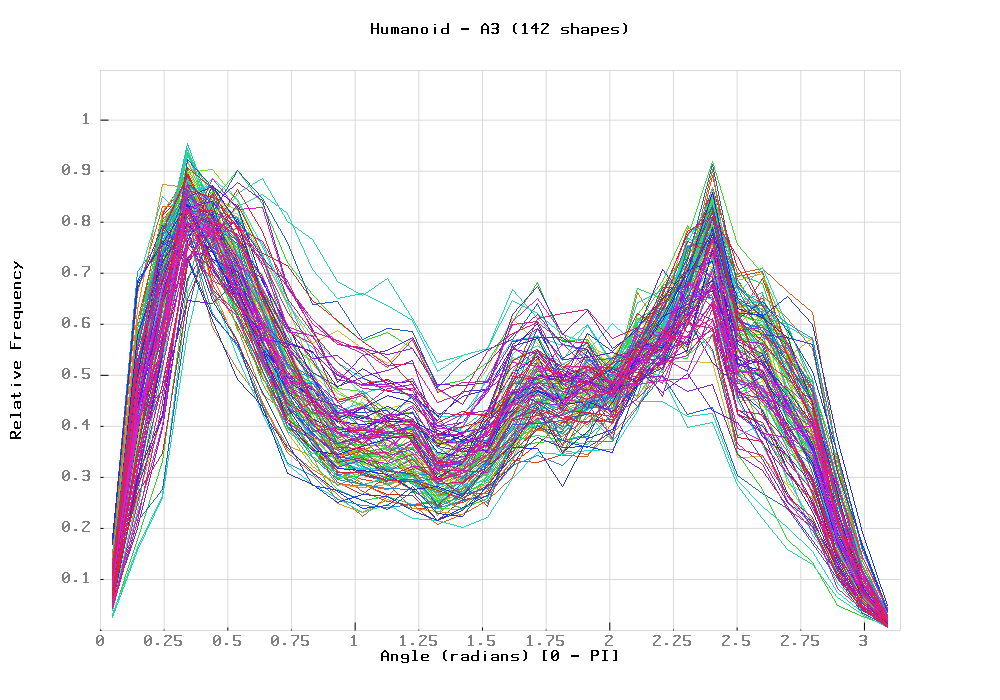 Humanoid - A3 (142 shapes)
Relative Frequency
1
0.9
0.8
0.7
0.6
0.5
0.4
0.3
0.2
0.1
0 0.25 0.5 0.75 1 1.25 1.5 1.75 2 2.25 2.5 2.75 3
Angle (radians) [0 - PI]